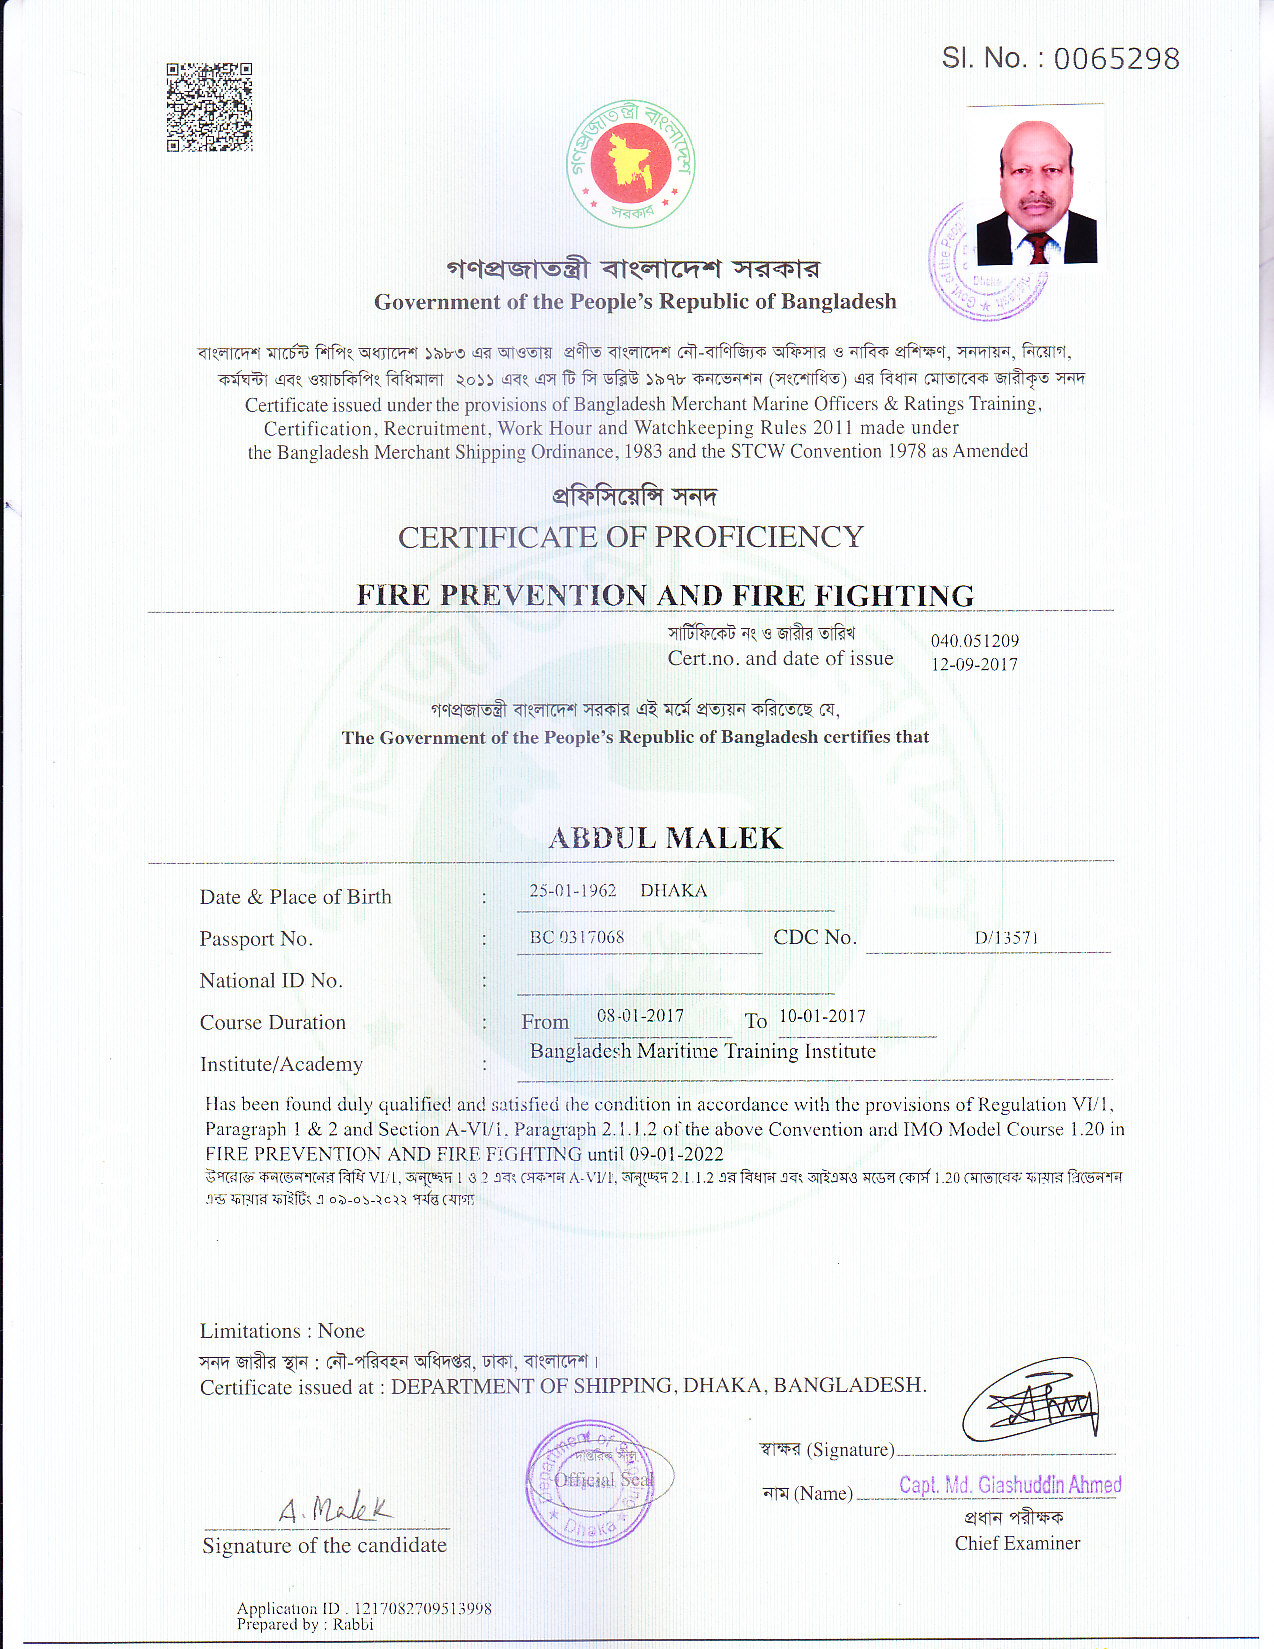 Sl. No. : 0065298
গণপ্রজাতন্ত্রী বাংলাদেশ
সরকার
গণপ্রজাতন্ত্রী বাংলাদেশ সরকার
Government of the People's Republic of Bangladesh
বাংলাদেশ মার্চেন্ট শিপিং অধ্যাদেশ ১৯৮৩ এর আওতায় প্রণীত বাংলাদেশ নৌ-বাণিজ্যিক অফিসার ও নাবিক প্রশিক্ষণ, সনদায়ন, নিয়োগ,
কর্মঘন্টা এবং ওয়াচকিপিং বিধিমালা ২০১১ এবং এস টি সি ডব্লিউ ১৯৭৮ কনভেনশন (সংশোধিত) এর বিধান মোতাবেক জারীকৃত সনদ
Certificate issued under the provisions of Bangladesh Merchant Marine Officers & Ratings Training,
Certification, Recruitment, Work Hour and Watchkeeping Rules 2011 made under
the Bangladesh Merchant Shipping Ordinance, 1983 and the STCW Convention 1978 as Amended
প্রফিসিয়েন্সি সনদ
CERTIFICATE OF PROFICIENCY
FIRE PREVENTION AND FIRE FIGHTING
সার্টিফিকেট নং ও জারীর তারিখ 040.051209
Cert.no. and date of issue 12-09-2017
গণপ্রজাতন্ত্রী বাংলাদেশ সরকার এই মর্মে প্রত্যয়ন করিতেছে যে,
The Government of the People's Republic of Bangladesh certifies that
ABDUL MALEK
Date & Place of Birth : 25-01-1962 DHAKA
Passport No. : BC 0317068 CDC No. D/13571
National ID No. :
Course Duration : From 08-01-2017 To 10-01-2017
Institute/Academy : Bangladesh Maritime Training Institute
Has been found duly qualified and satisfied the condition in accordance with the provisions of Regulation VI/1,
Paragraph 1 & 2 and Section A-VI/1, Paragraph 2.1.1.2 of the above Convention and IMO Model Course 1.20 in
FIRE PREVENTION AND FIRE FIGHTING until 09-01-2022
উপরোক্ত কনভেনশনের বিধি VI/1, অনুচ্ছেদ 1 ও 2 এবং সেকশন A-VI/1, অনুচ্ছেদ 2.1.1.2 এর বিধান এবং আইএমও মডেল কোর্স 1.20 মোতাবেক ফায়ার প্রিভেনশন
এন্ড ফায়ার ফাইটিং এ ০৯-০১-২০২২ পর্যন্ত যোগ্য
Limitations : None
সনদ জারীর স্থান : নৌ-পরিবহন অধিদপ্তর, ঢাকা, বাংলাদেশ।
Certificate issued at : DEPARTMENT OF SHIPPING, DHAKA, BANGLADESH.
স্বাক্ষর (Signature)
Department of Shipping
Official Seal
Dhaka
নাম (Name) Capt. Md. Giashuddin Ahmed
প্রধান পরীক্ষক
Chief Examiner
A. Malek
Signature of the candidate
Application ID . 1217082709513998
Prepared by : Rabbi